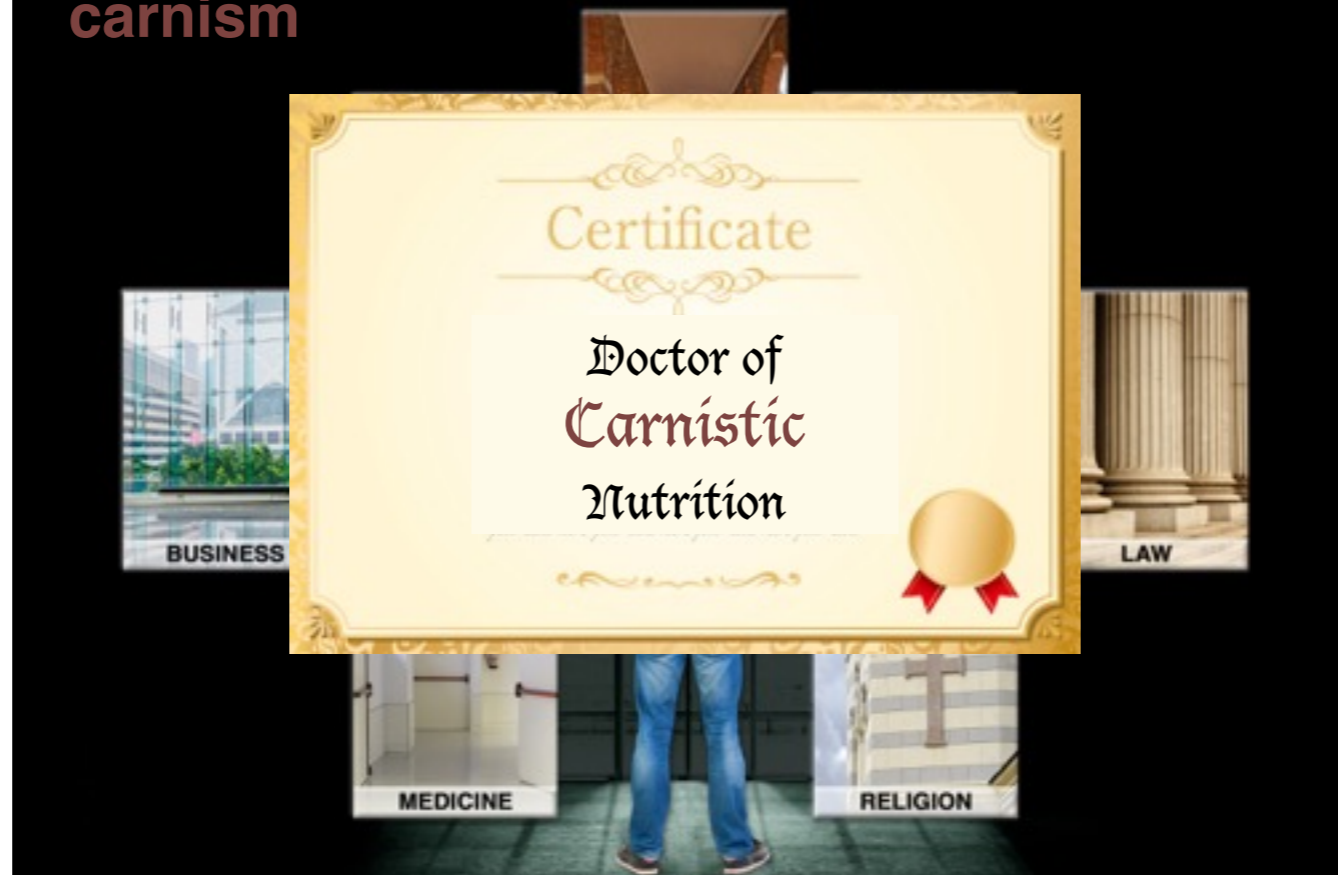 carnism
Certificate
Doctor of
Carnistic
Nutrition
BUSINESS
LAW
MEDICINE
RELIGION